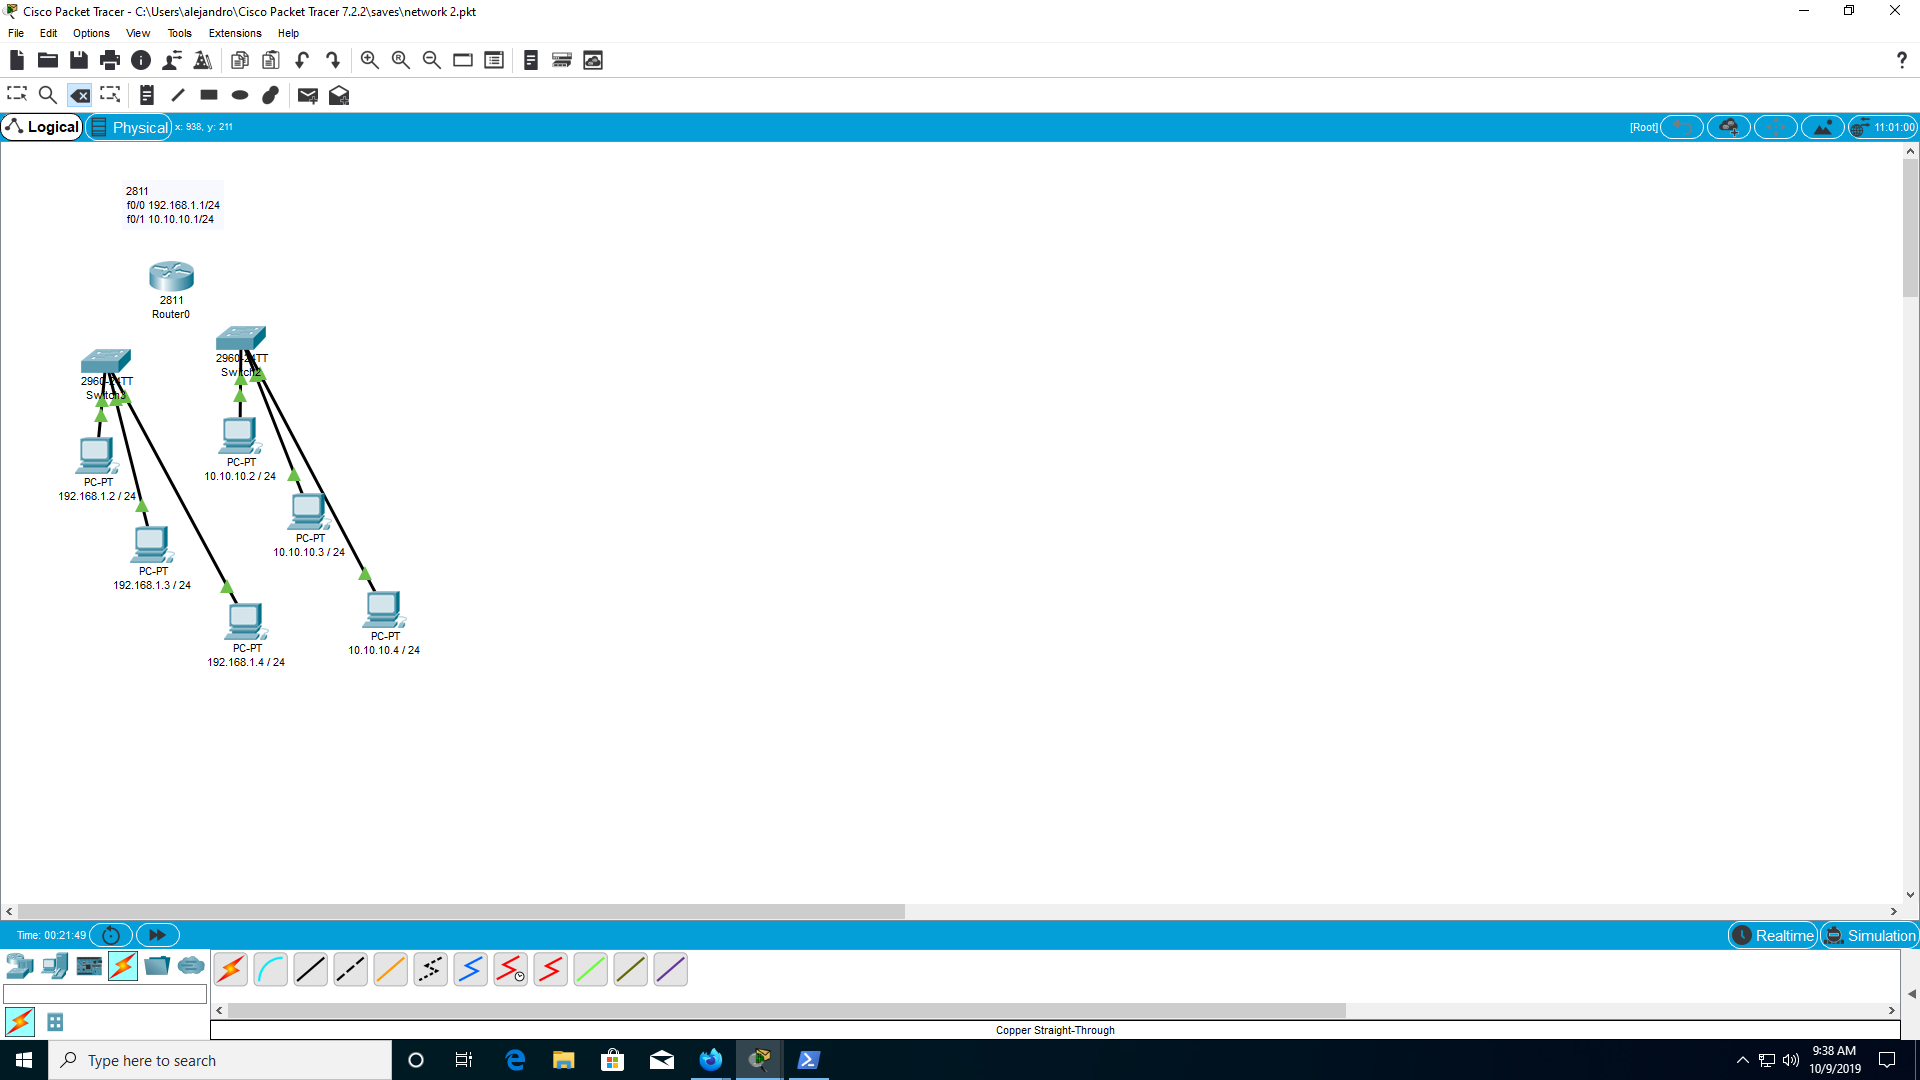 Cisco Packet Tracer - C:\Users\alejandro\Cisco Packet Tracer 7.2.2\saves\network 2.pkt
File Edit Options View Tools Extensions Help
Logical Physical x: 938, y: 211 [Root] 11:01:00
2811
f0/0 192.168.1.1/24
f0/1 10.10.10.1/24
2811
Router0
2960-24TT
Switch2
2960-24TT
PC-PT
10.10.10.2 / 24
PC-PT
192.168.1.2 / 24
PC-PT
10.10.10.3 / 24
PC-PT
192.168.1.3 / 24
PC-PT
10.10.10.4 / 24
PC-PT
192.168.1.4 / 24
Time: 00:21:49 Realtime Simulation
Copper Straight-Through
Type here to search
9:38 AM
10/9/2019